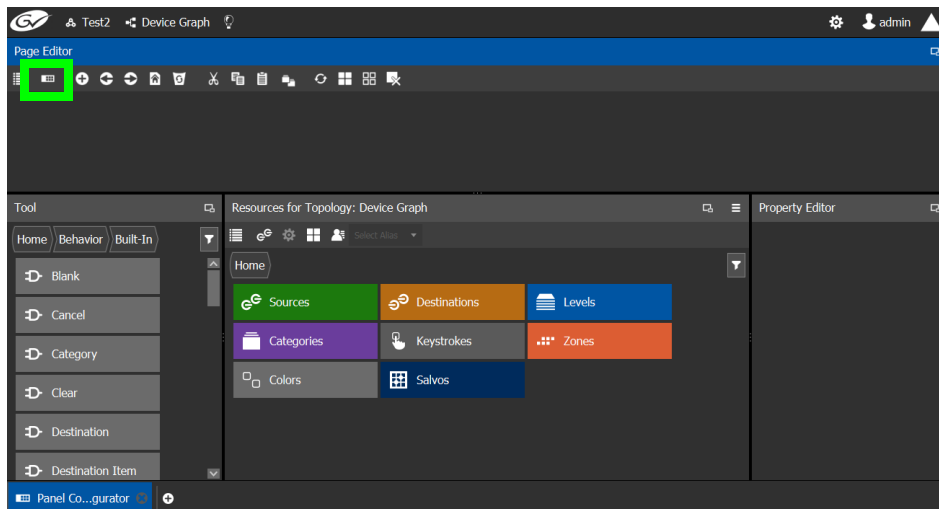 GV Test2 Device Graph admin
Page Editor
Tool
Resources for Topology: Device Graph
Property Editor
Home Behavior Built-In
Select Alias
Home
Blank
Cancel
Category
Clear
Destination
Destination Item
Sources Destinations Levels
Categories Keystrokes Zones
Colors Salvos
Panel Co...gurator